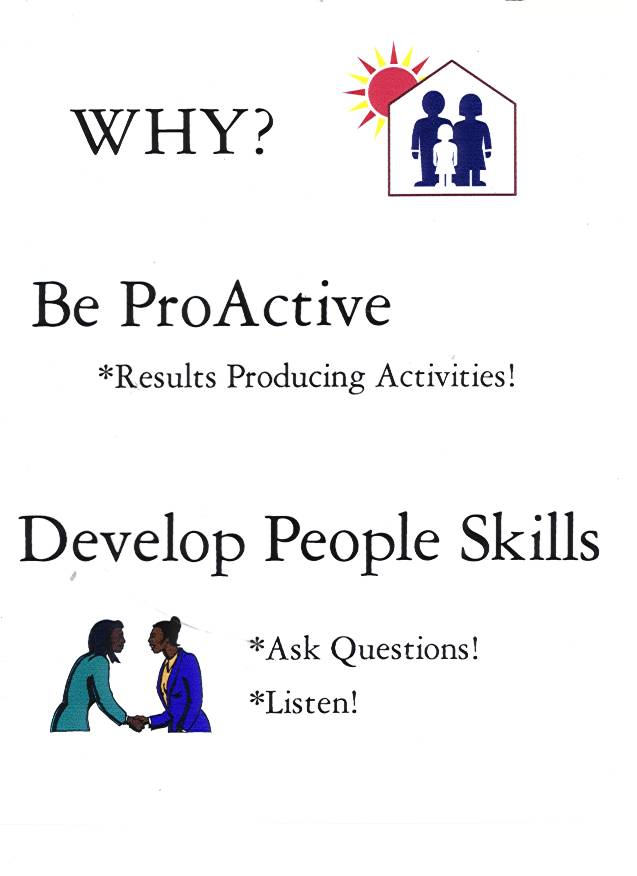 WHY?
Be ProActive
*Results Producing Activities!
Develop People Skills
*Ask Questions!
*Listen!